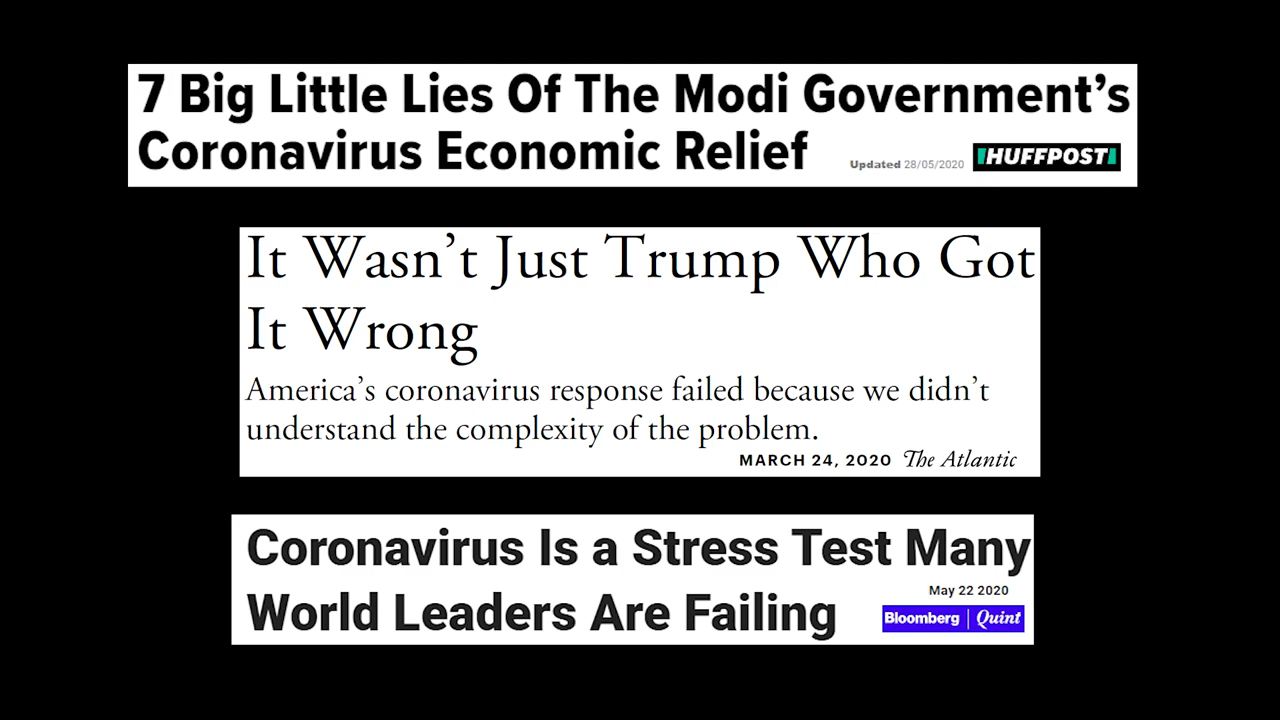 7 Big Little Lies Of The Modi Government’s
Coronavirus Economic Relief
Updated 28/05/2020 HUFFPOST
It Wasn’t Just Trump Who Got
It Wrong
America’s coronavirus response failed because we didn’t
understand the complexity of the problem.
MARCH 24, 2020 The Atlantic
Coronavirus Is a Stress Test Many
World Leaders Are Failing
May 22 2020
Bloomberg | Quint